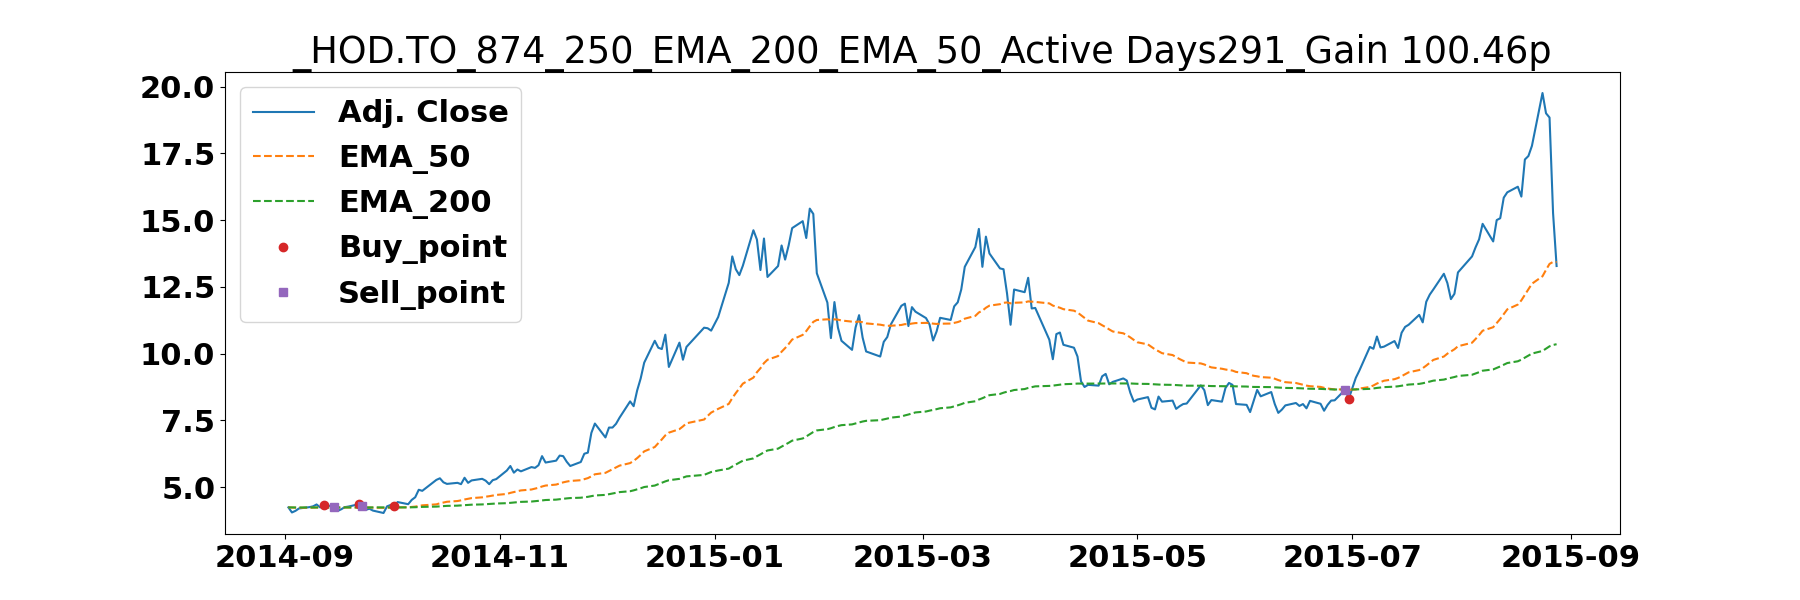 _HOD.TO_874_250_EMA_200_EMA_50_Active Days291_Gain 100.46p
20.0
17.5
15.0
12.5
10.0
7.5
5.0
Adj. Close
EMA_50
EMA_200
Buy_point
Sell_point
2014-09 2014-11 2015-01 2015-03 2015-05 2015-07 2015-09